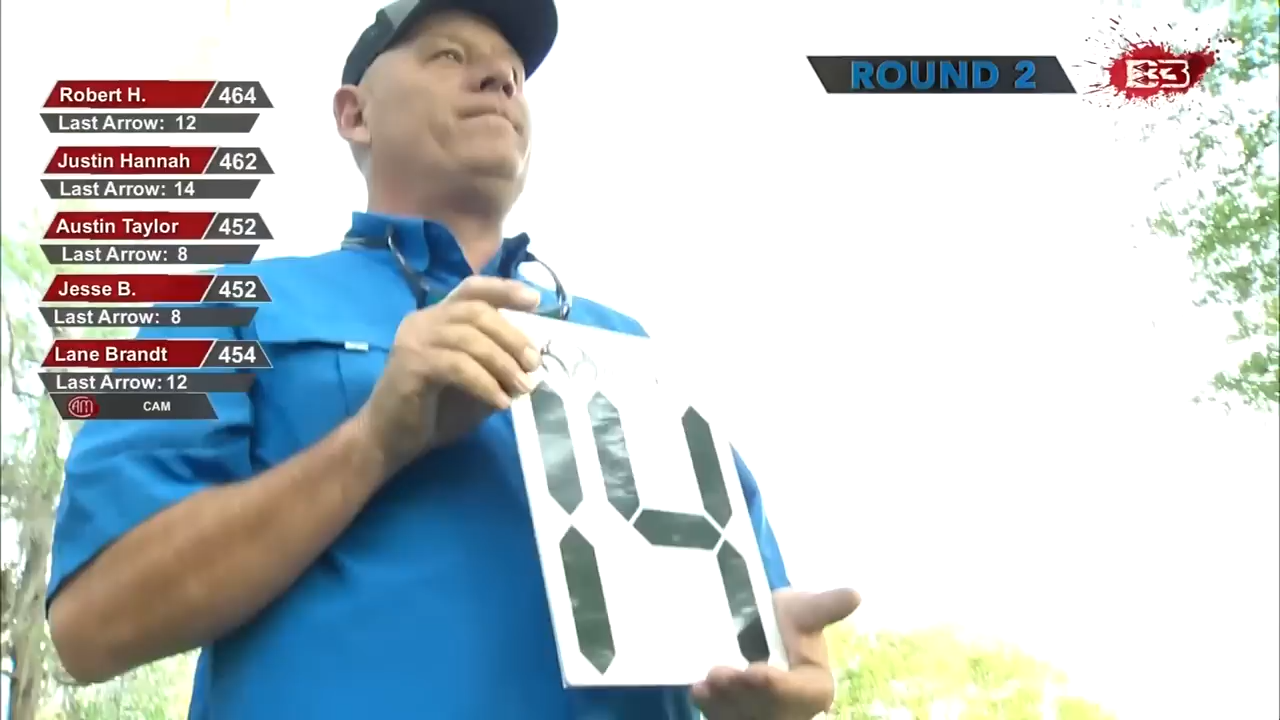 Robert H. 464
Last Arrow: 12
Justin Hannah 462
Last Arrow: 14
Austin Taylor 452
Last Arrow: 8
Jesse B. 452
Last Arrow: 8
Lane Brandt 454
Last Arrow: 12
AM CAM
ROUND 2
B3
14